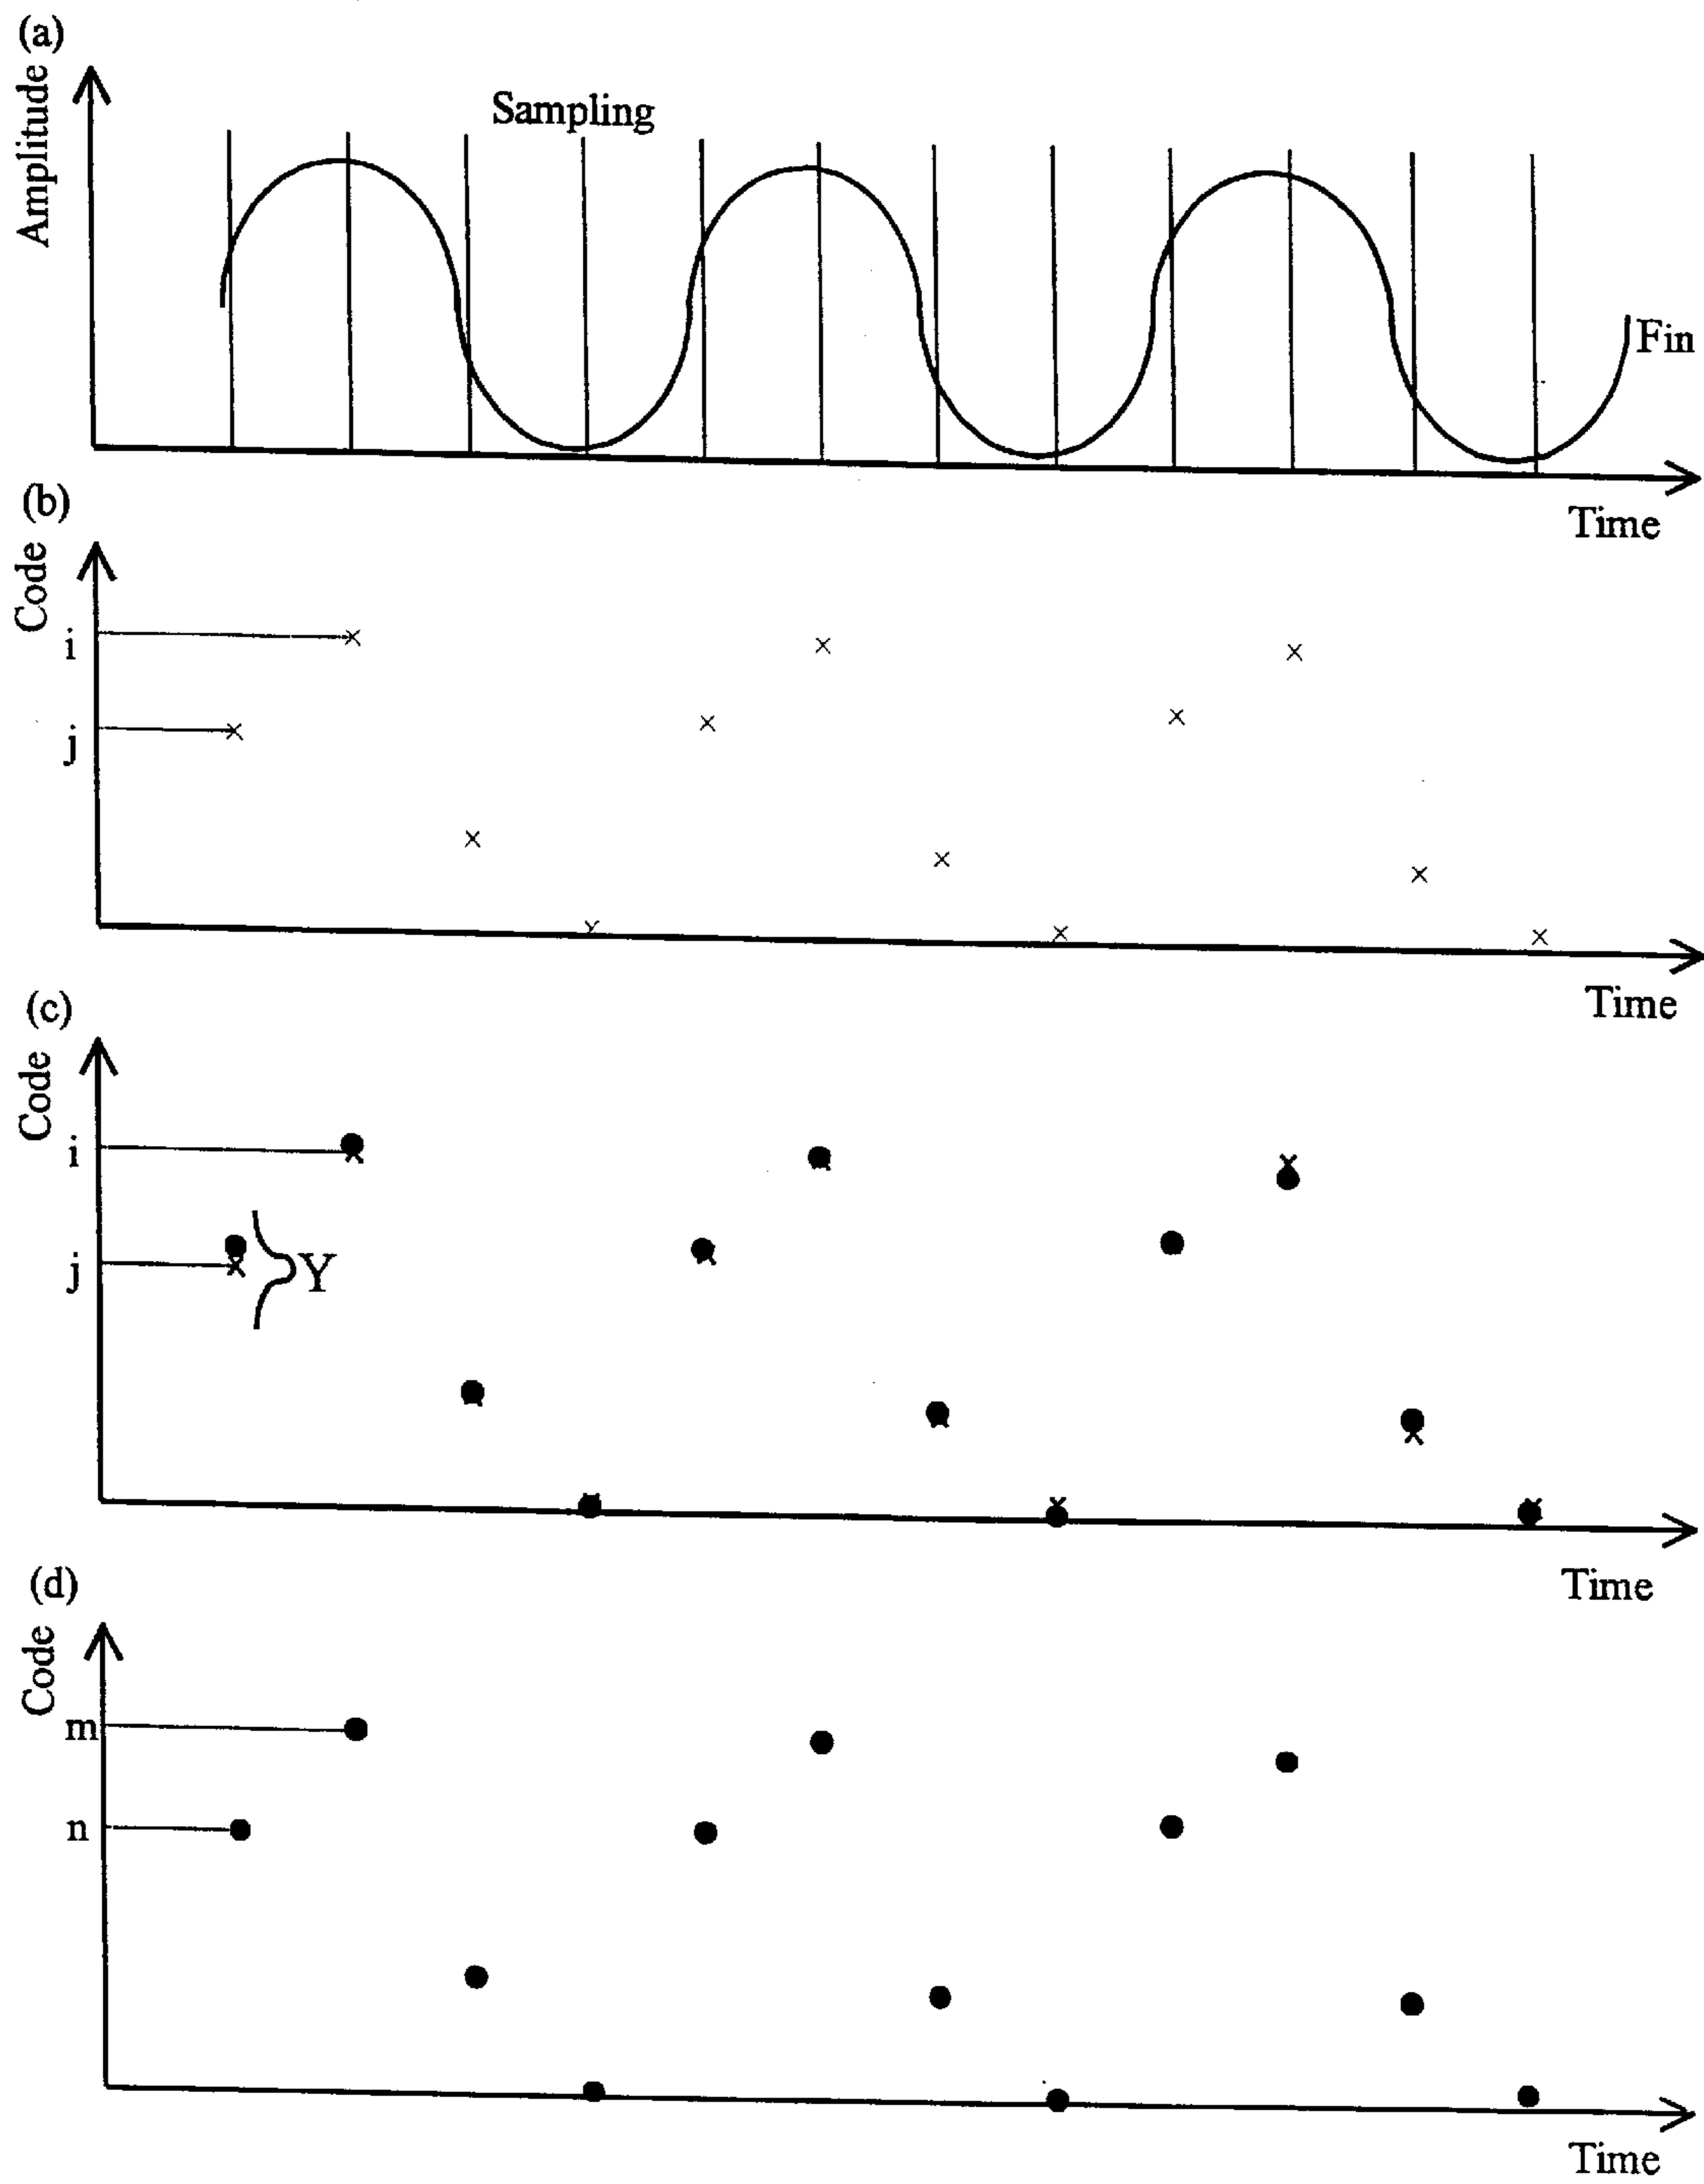 (a)
Amplitude
Sampling
Fin
Time
(b)
Code
i
j
Time
(c)
Code
i
j
Y
Time
(d)
Code
m
n
Time